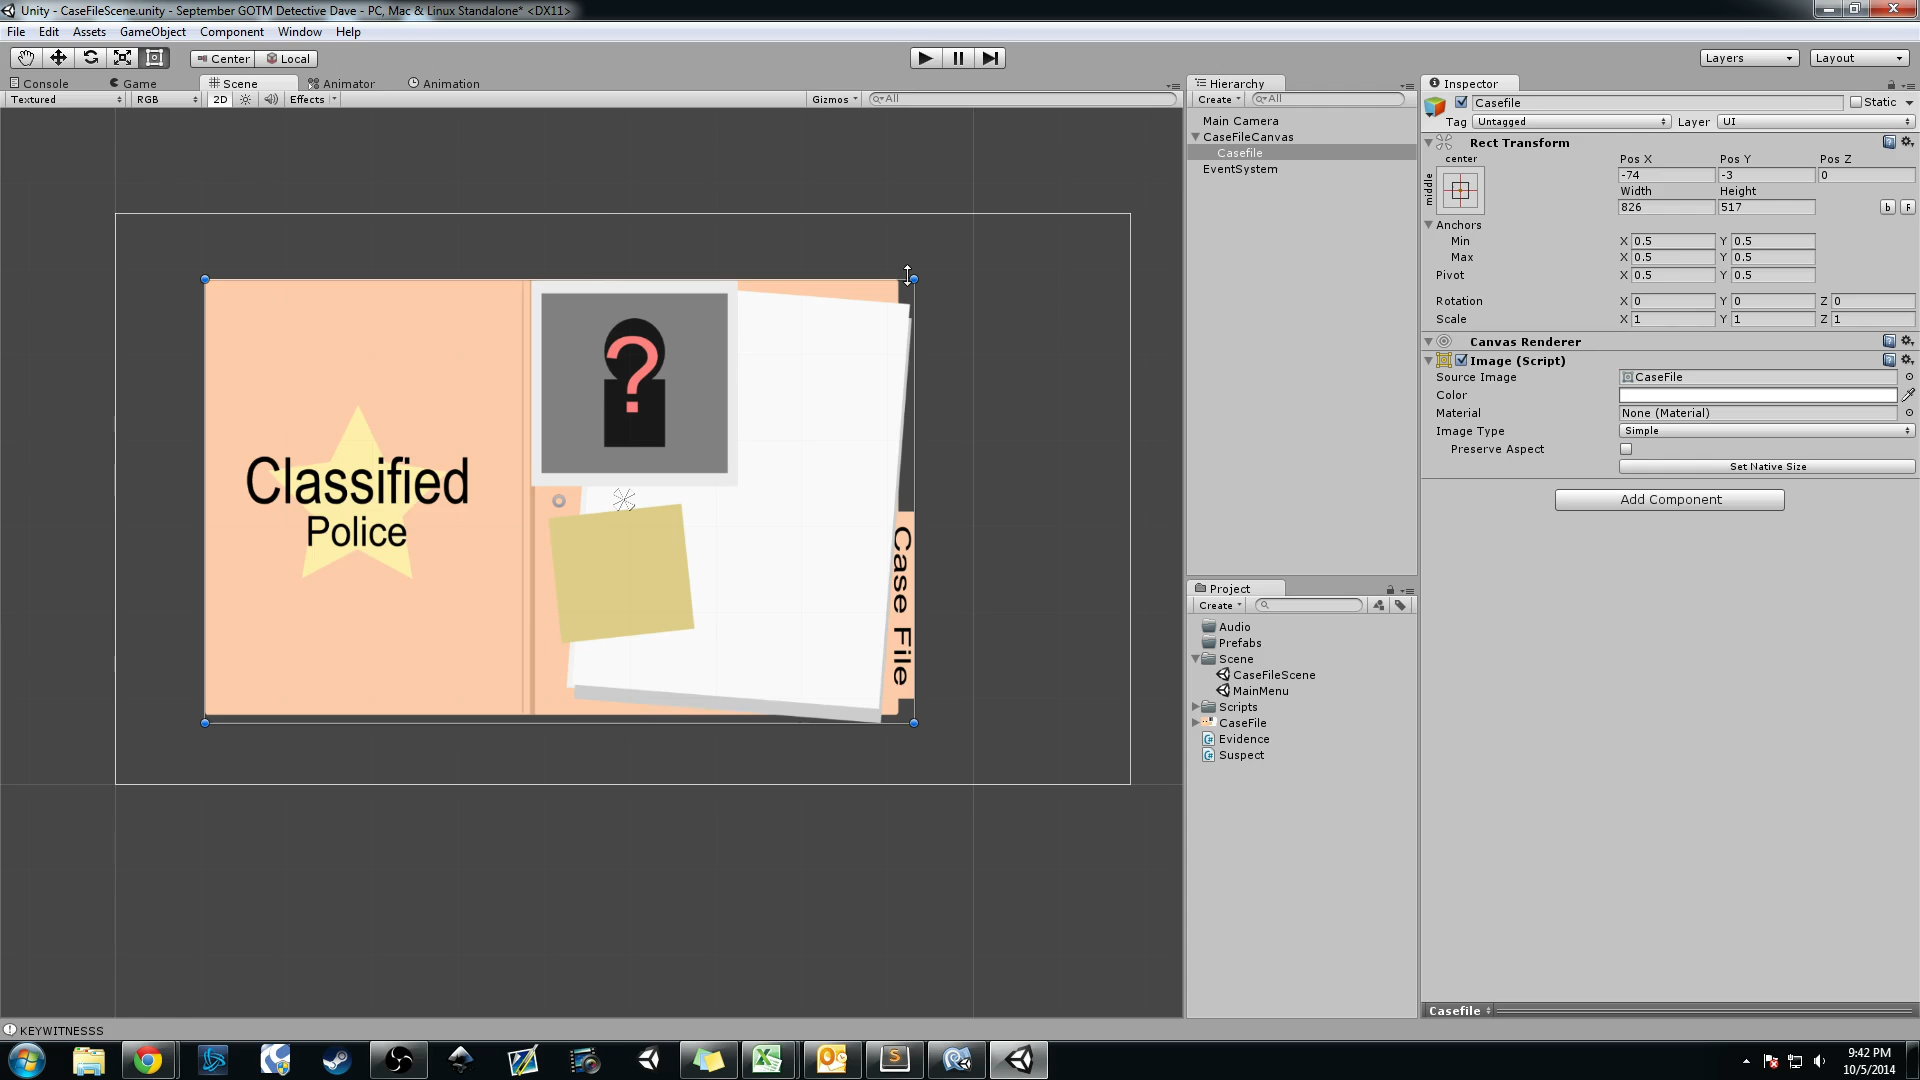 Unity - CaseFileScene.unity - September GOTM Detective Dave - PC, Mac & Linux Standalone* <DX11>
File Edit Assets GameObject Component Window Help
Center Local Layers Layout
Console Game Scene Animator Animation Hierarchy Inspector
Textured RGB 2D Effects Gizmos All Create All
Casefile Static
Tag Untagged Layer UI
Main Camera
CaseFileCanvas
Casefile
EventSystem
Rect Transform
center
middle
Pos X Pos Y Pos Z
-74 -3 0
Width Height
826 517 b F
Anchors
Min X 0.5 Y 0.5
Max X 0.5 Y 0.5
Pivot X 0.5 Y 0.5
Rotation X 0 Y 0 Z 0
Scale X 1 Y 1 Z 1
Canvas Renderer
Image (Script)
Source Image CaseFile
Color
Material None (Material)
Image Type Simple
Preserve Aspect
Set Native Size
Add Component
?
Classified
Police
Case File
Project
Create
Audio
Prefabs
Scene
CaseFileScene
MainMenu
Scripts
CaseFile
Evidence
Suspect
Casefile
KEYWITNESSS
9:42 PM
10/5/2014